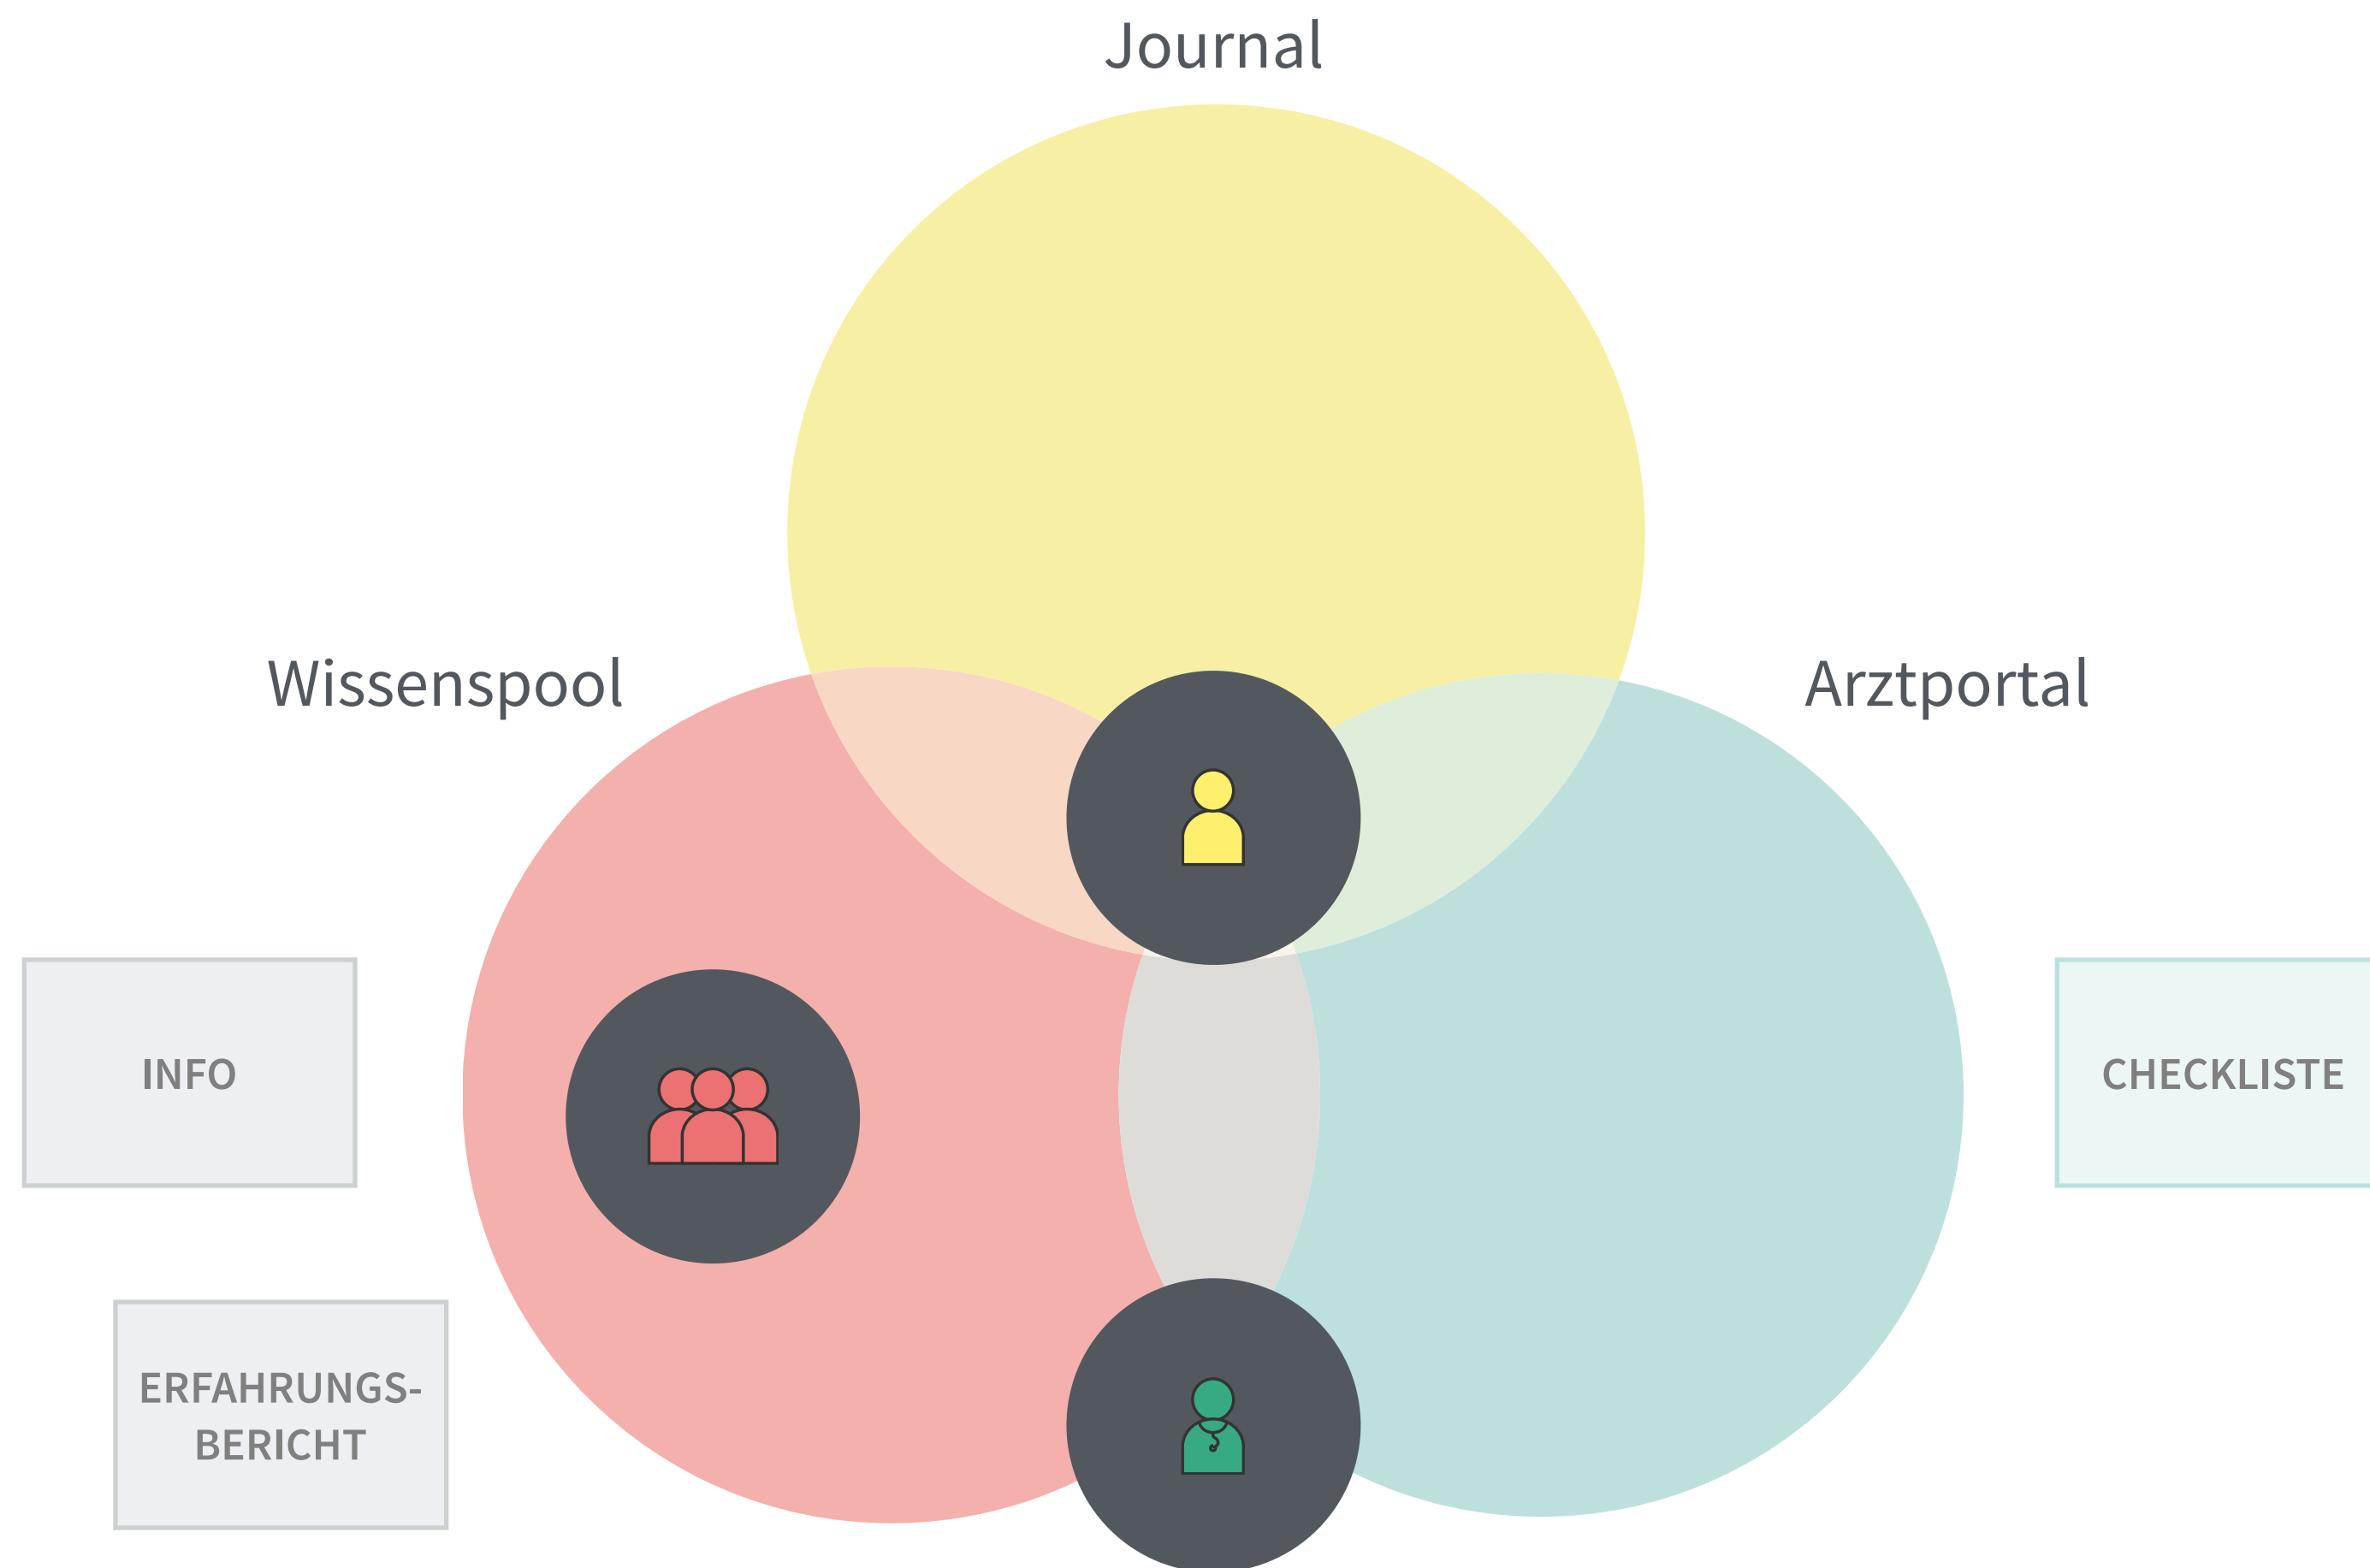 Journal
Wissenspool
Arztportal
INFO
CHECKLISTE
ERFAHRUNGS-
BERICHT